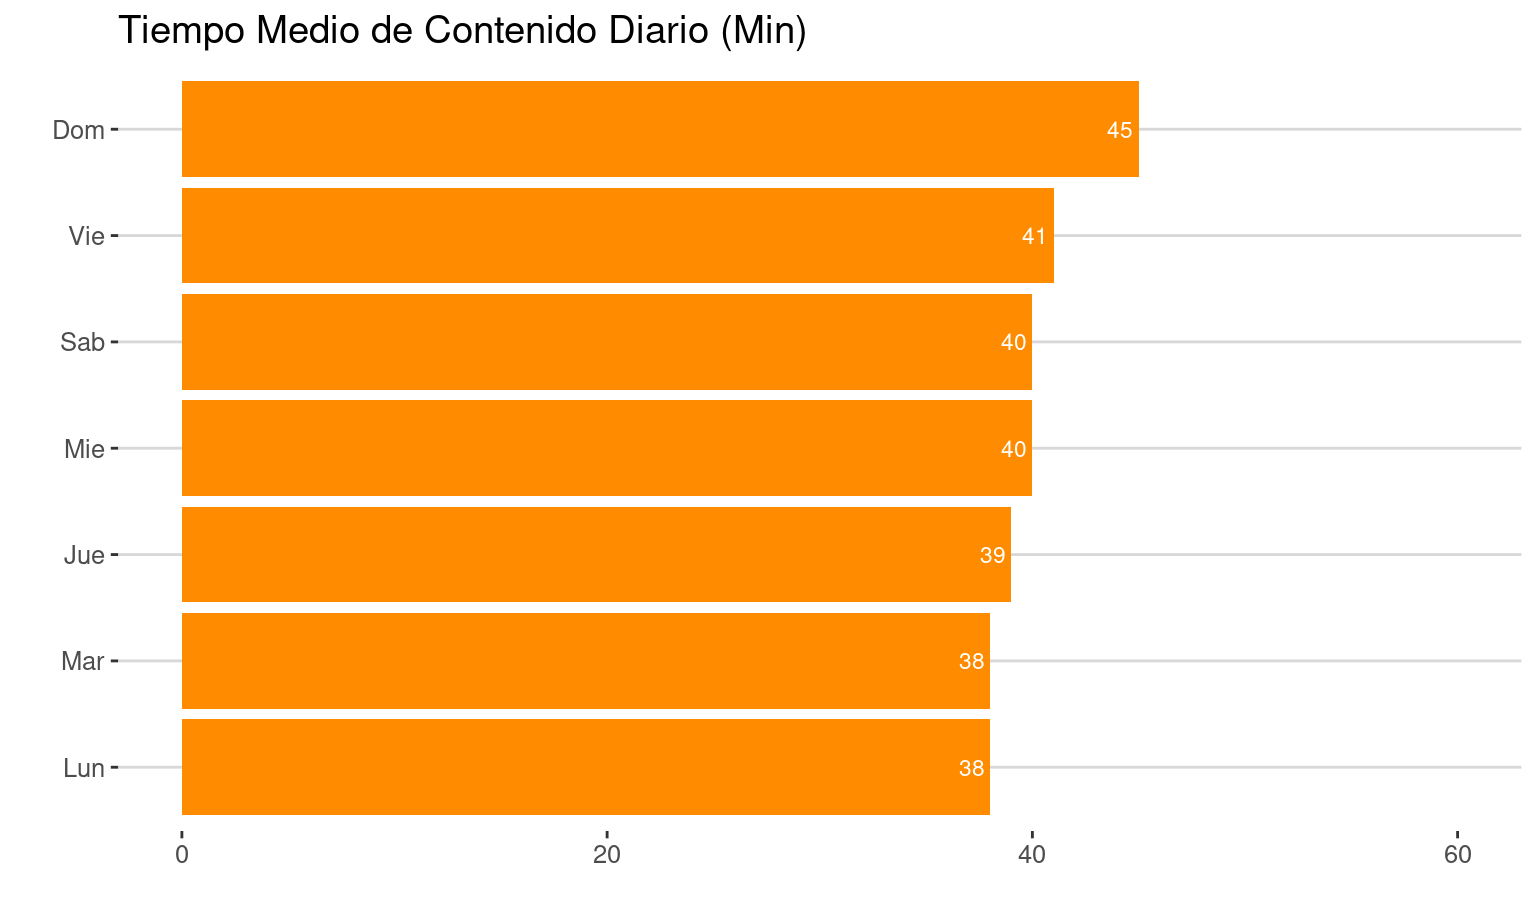 Tiempo Medio de Contenido Diario (Min)
Dom 45
Vie 41
Sab 40
Mie 40
Jue 39
Mar 38
Lun 38
0 20 40 60